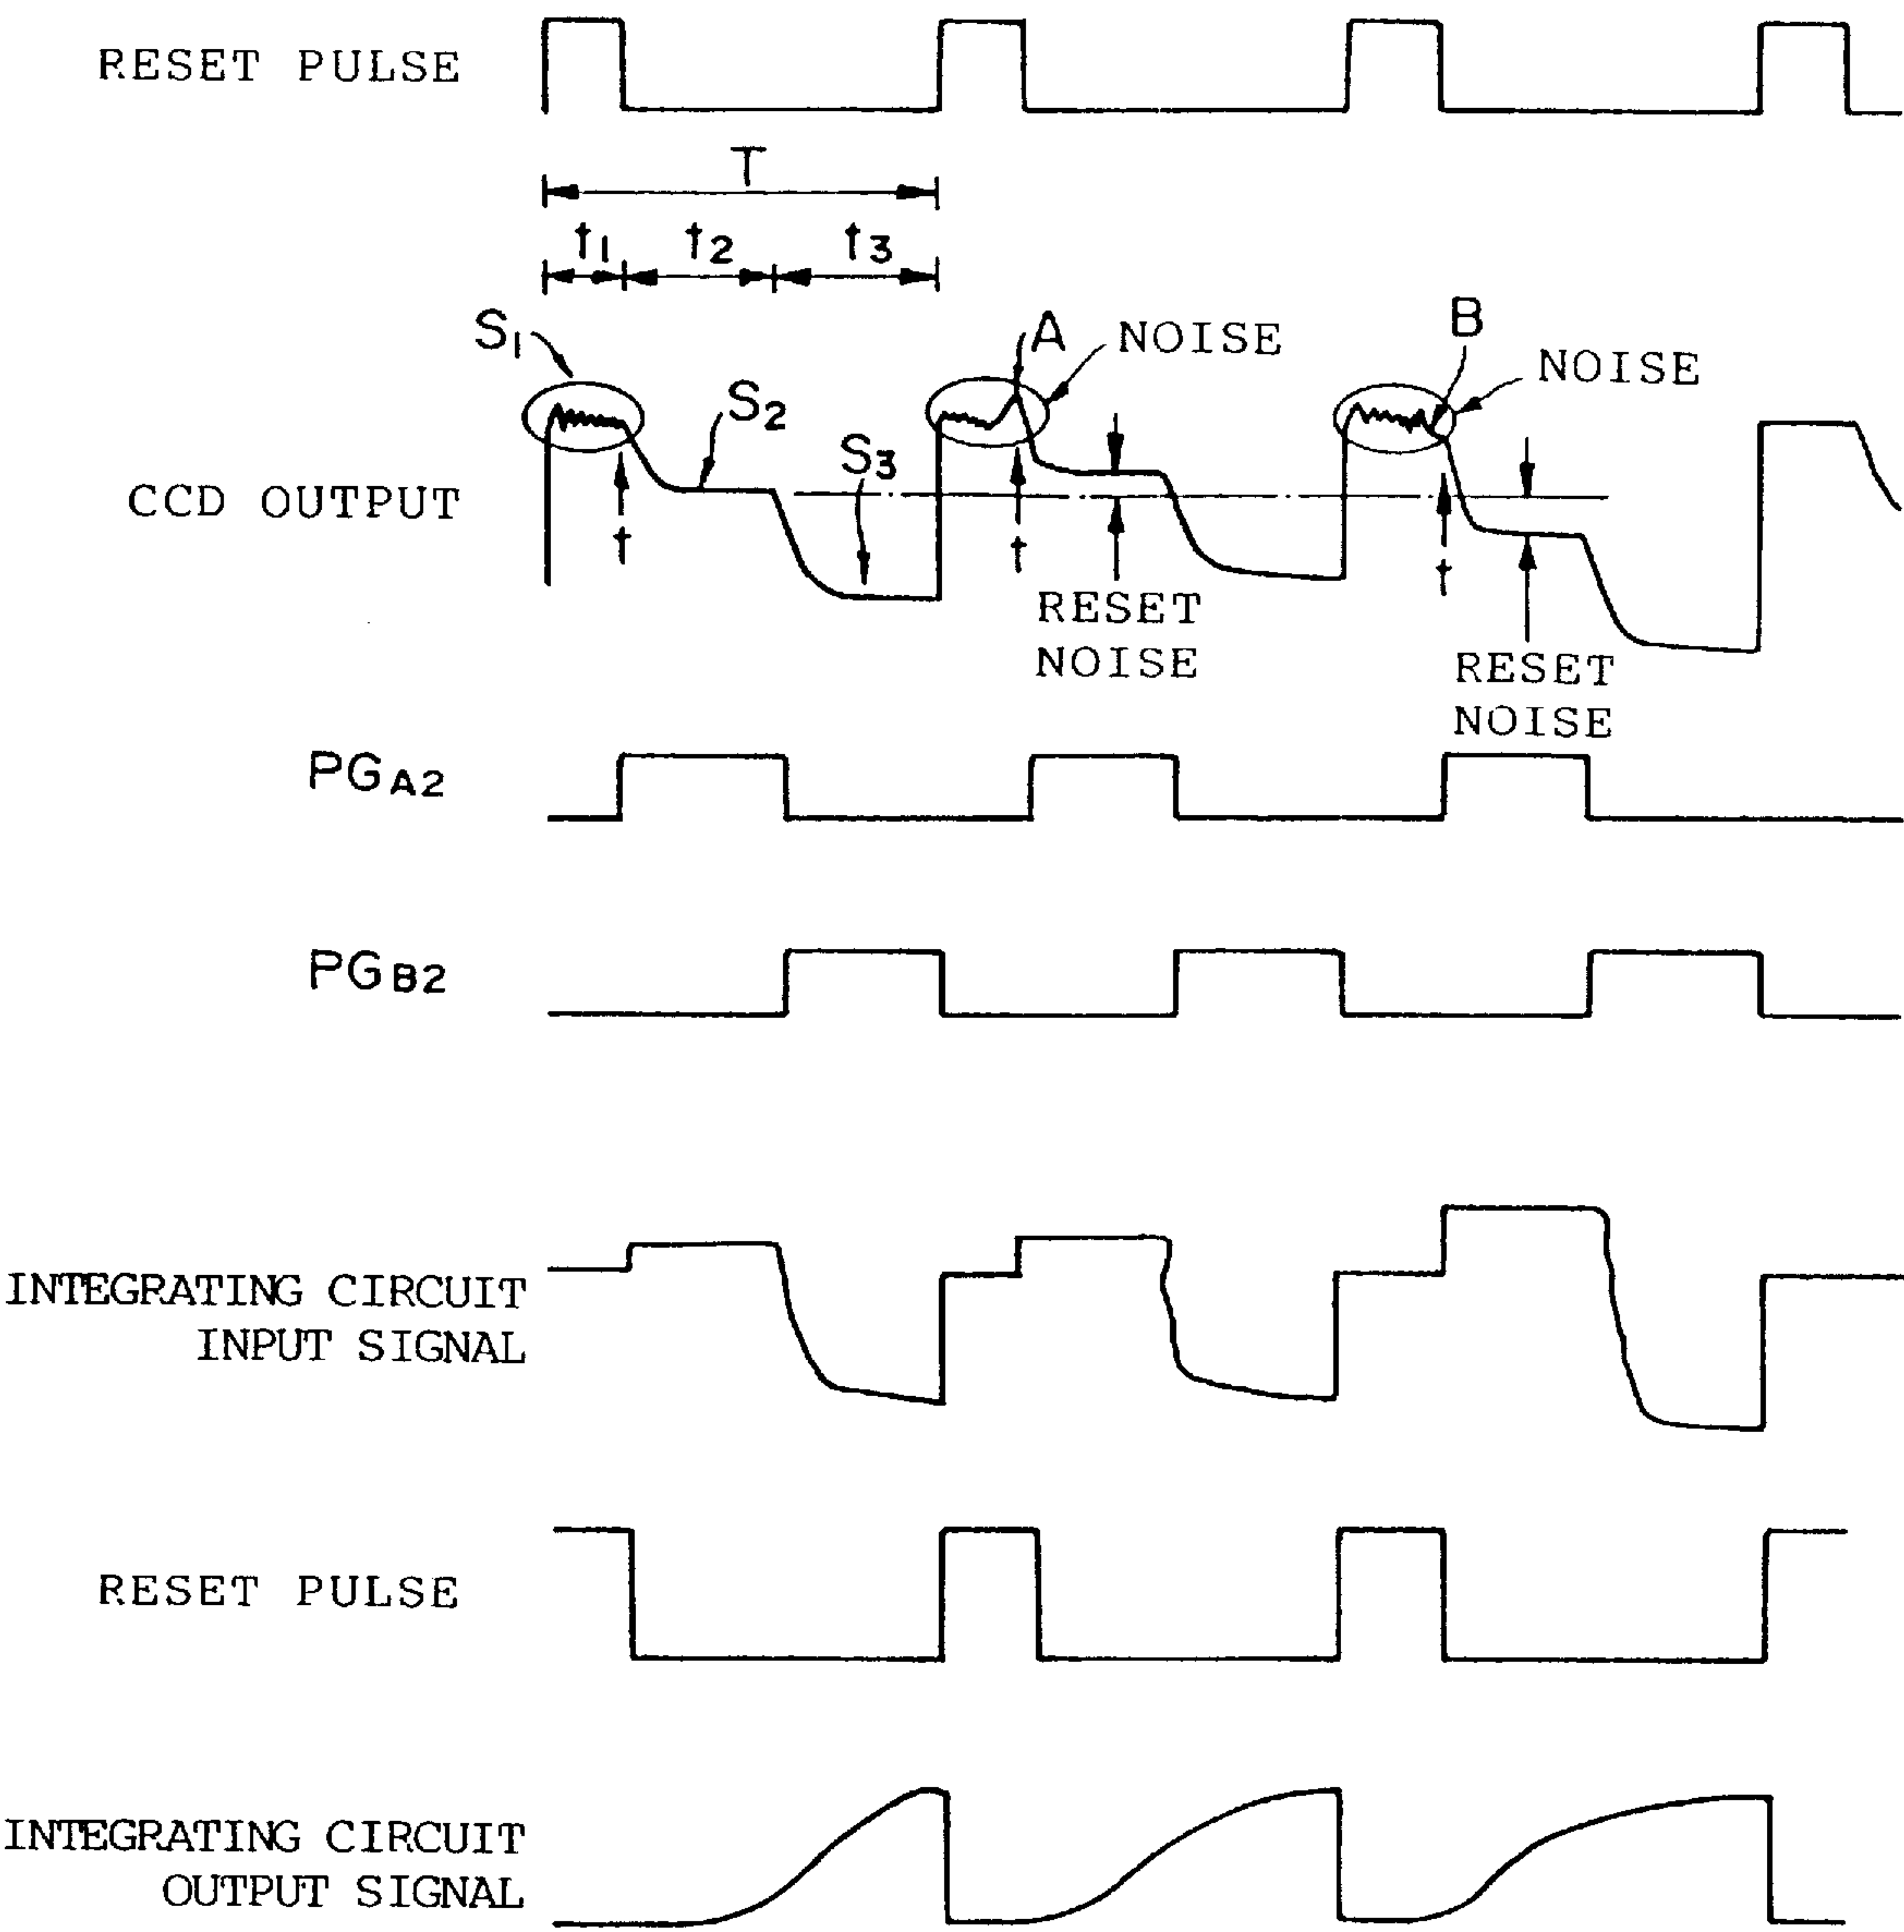 RESET PULSE
T
t1 t2 t3
S1
A
NOISE
B
NOISE
S2
S3
CCD OUTPUT
t
t
t
RESET
NOISE
RESET
NOISE
PGA2
PGB2
INTEGRATING CIRCUIT
INPUT SIGNAL
RESET PULSE
INTEGRATING CIRCUIT
OUTPUT SIGNAL